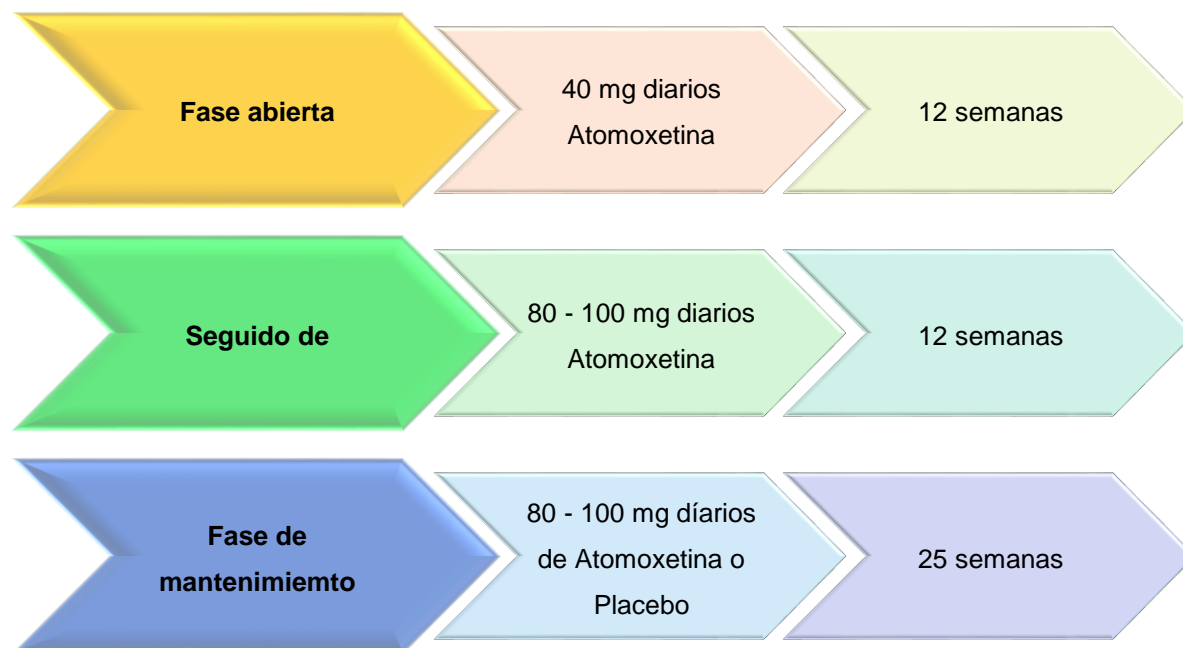 Fase abierta
40 mg diarios
Atomoxetina
12 semanas
Seguido de
80 - 100 mg diarios
Atomoxetina
12 semanas
Fase de
mantenimiemto
80 - 100 mg díarios
de Atomoxetina o
Placebo
25 semanas